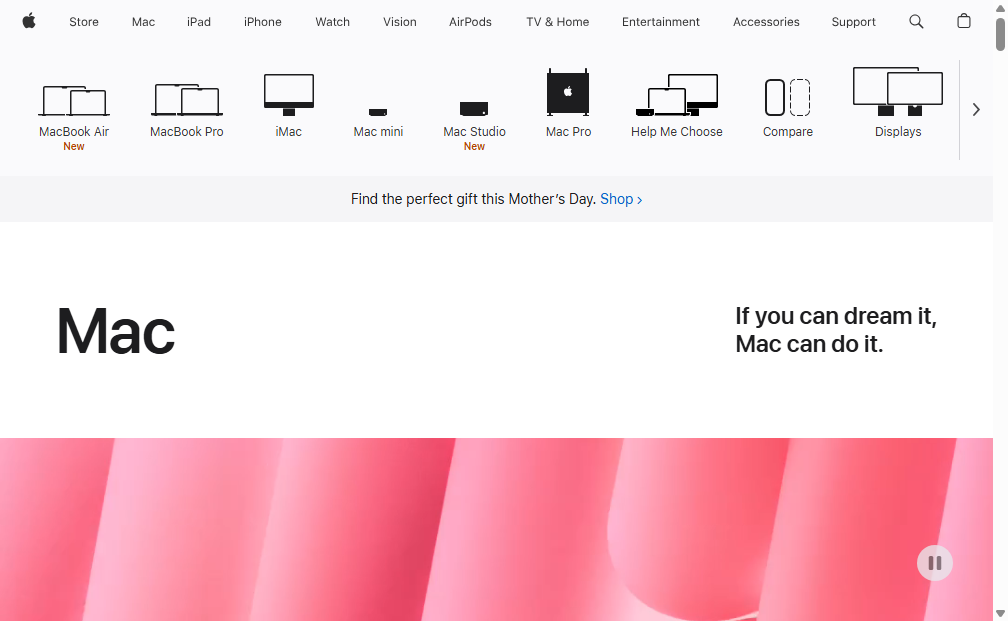 Store Mac iPad iPhone Watch Vision AirPods TV & Home Entertainment Accessories Support
MacBook Air MacBook Pro iMac Mac mini Mac Studio Mac Pro Help Me Choose Compare Displays
New New
Find the perfect gift this Mother’s Day. Shop ›
Mac
If you can dream it,
Mac can do it.